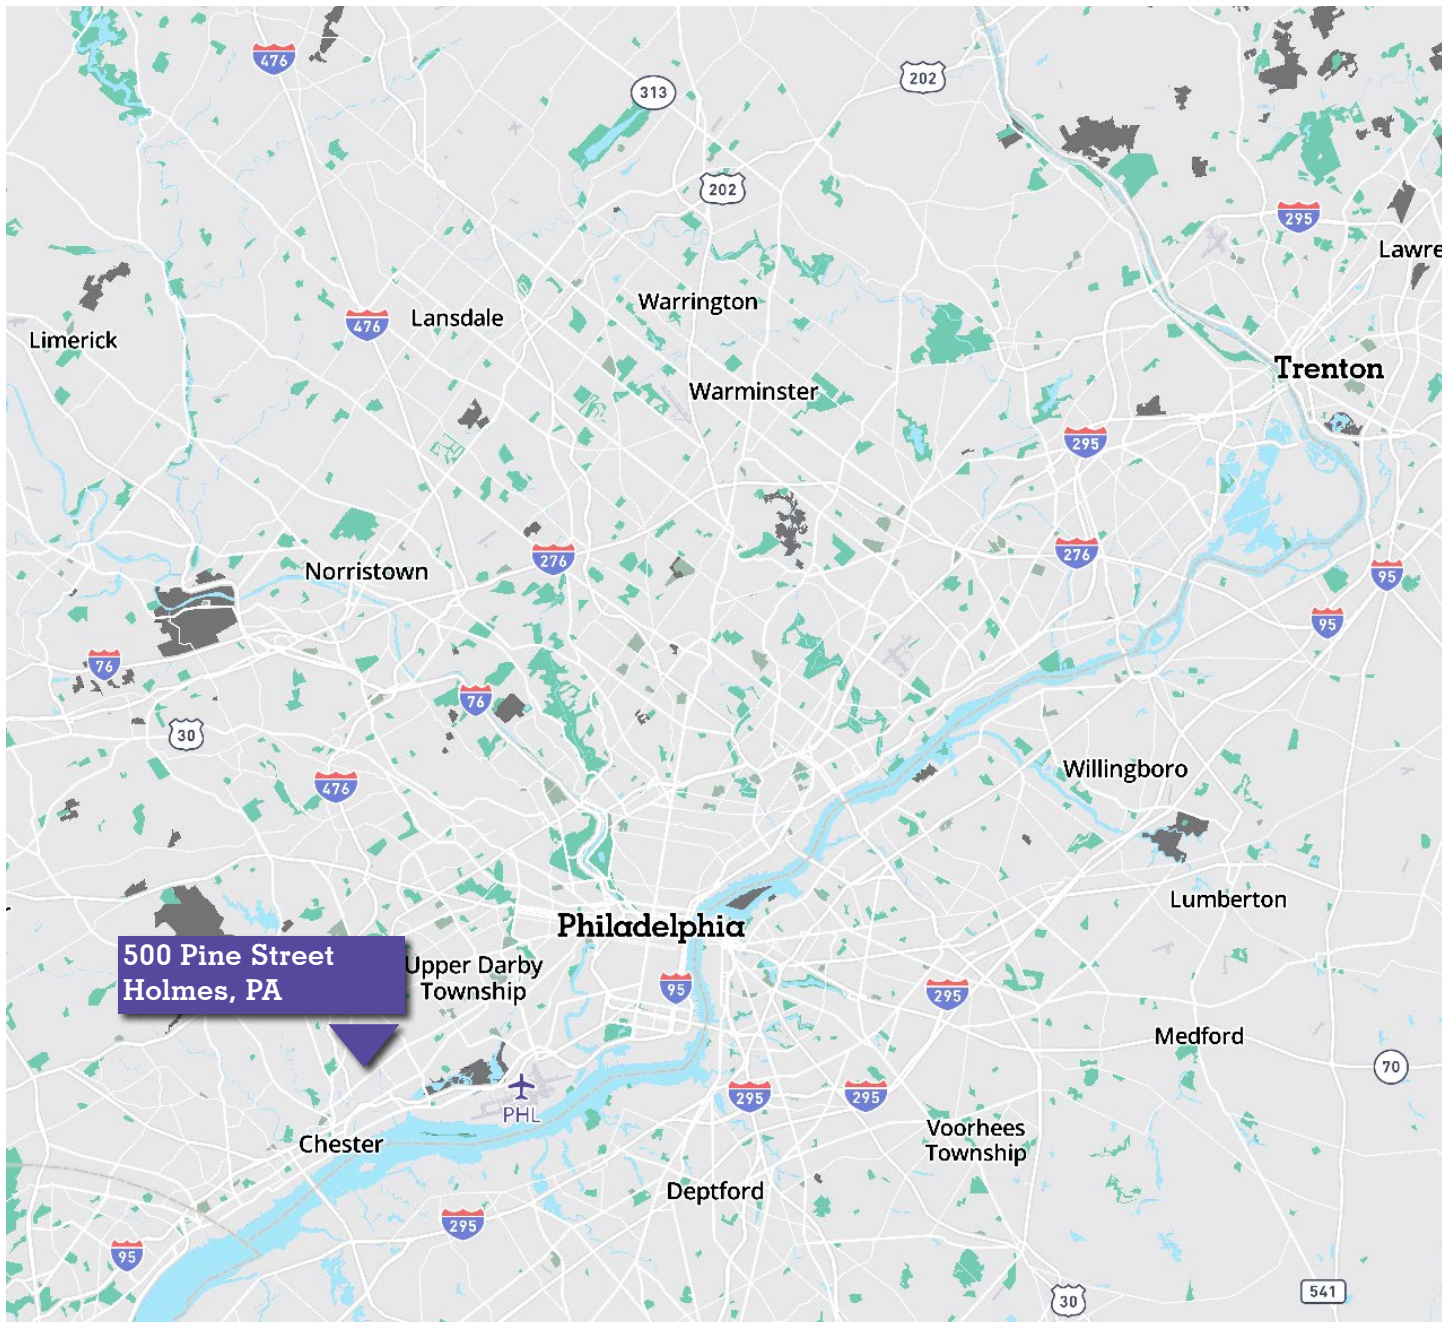 476
313
202
202
295
Lawre
Warrington
Lansdale
476
Limerick
Trenton
Warminster
295
276
276
Norristown
95
95
76
76
30
476
Willingboro
Lumberton
Philadelphia
500 Pine Street
Holmes, PA
Upper Darby
Township
95
295
Medford
70
PHL
295
295
Chester
Voorhees
Township
Deptford
295
95
541
30